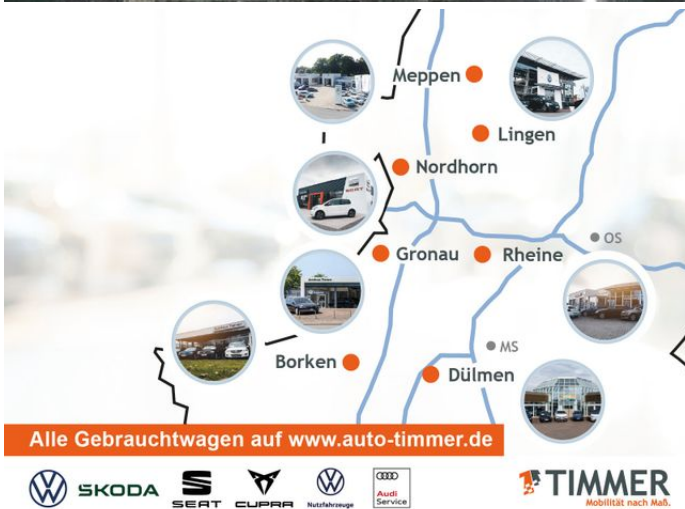 Meppen
Lingen
Nordhorn
OS
Gronau
Rheine
MS
Borken
Dülmen
Alle Gebrauchtwagen auf www.auto-timmer.de
ŠKODA
SEAT
CUPRA
Nutzfahrzeuge
Audi
Service
TIMMER
Mobilität nach Maß.